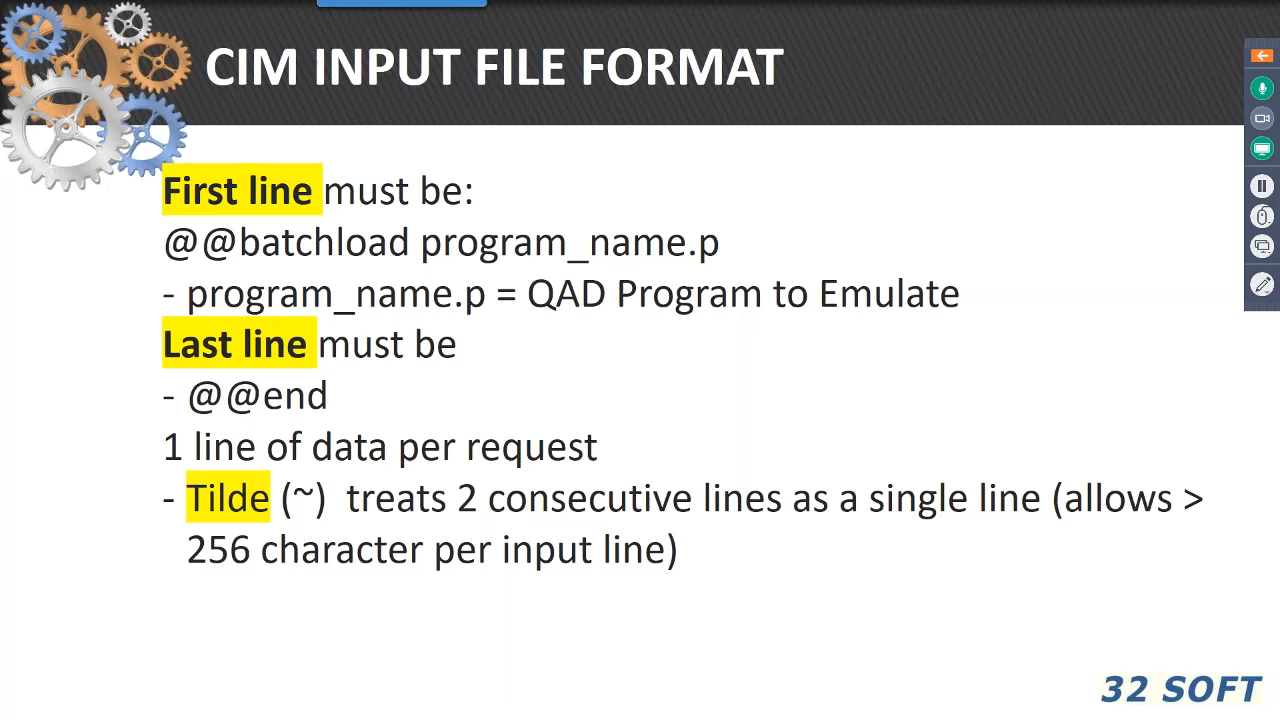 CIM INPUT FILE FORMAT
First line must be:
@@batchload program_name.p
- program_name.p = QAD Program to Emulate
Last line must be
- @@end
1 line of data per request
- Tilde (~)  treats 2 consecutive lines as a single line (allows >
256 character per input line)
32 SOFT